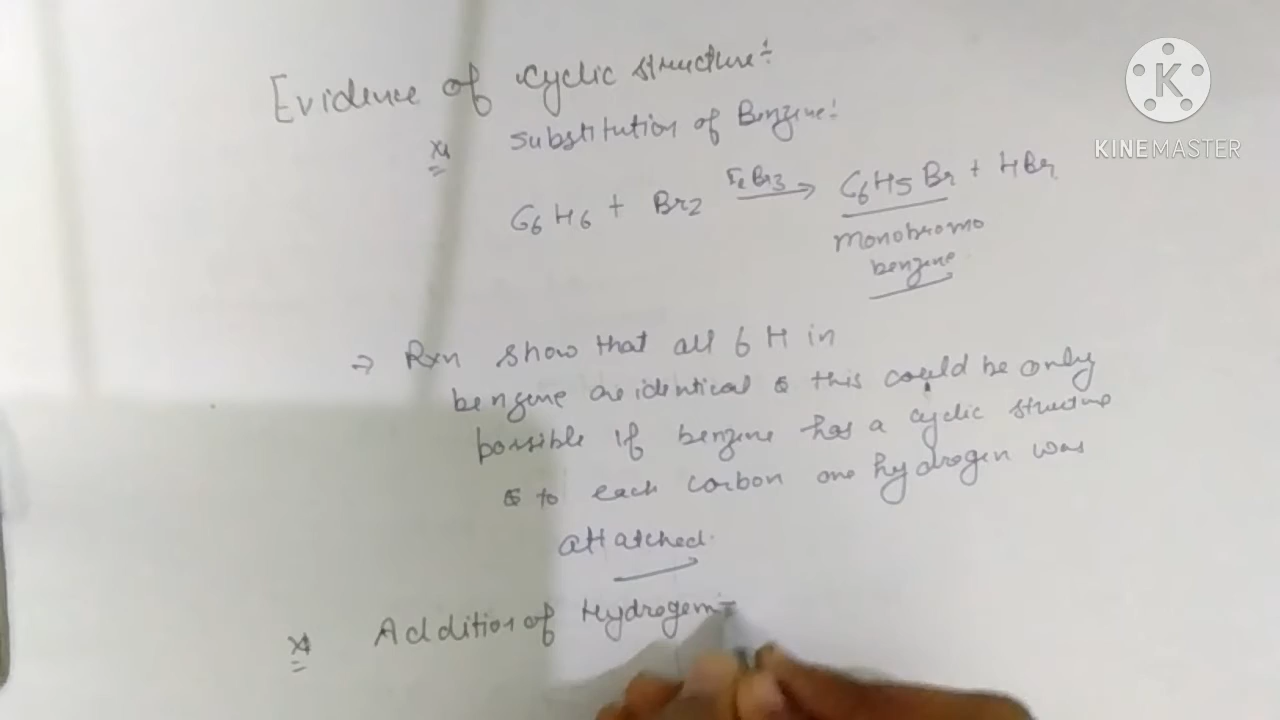 Evidence of cyclic structure:
* Substitution of Benzene:
C6H6 + Br2 FeBr3 → C6H5Br + HBr
Monobromo
benzene
→ Rxn show that all 6 H in
benzene are identical & this could be only
possible if benzene has a cyclic structure
& to each carbon one hydrogen was
attatched.
* Addition of Hydrogen:
K
KINEMASTER